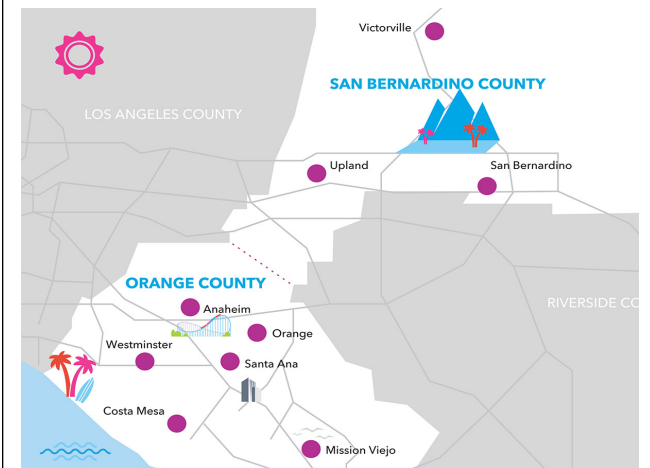 Victorville
SAN BERNARDINO COUNTY
LOS ANGELES COUNTY
Upland
San Bernardino
ORANGE COUNTY
RIVERSIDE CO
Anaheim
Orange
Westminster
Santa Ana
Costa Mesa
Mission Viejo